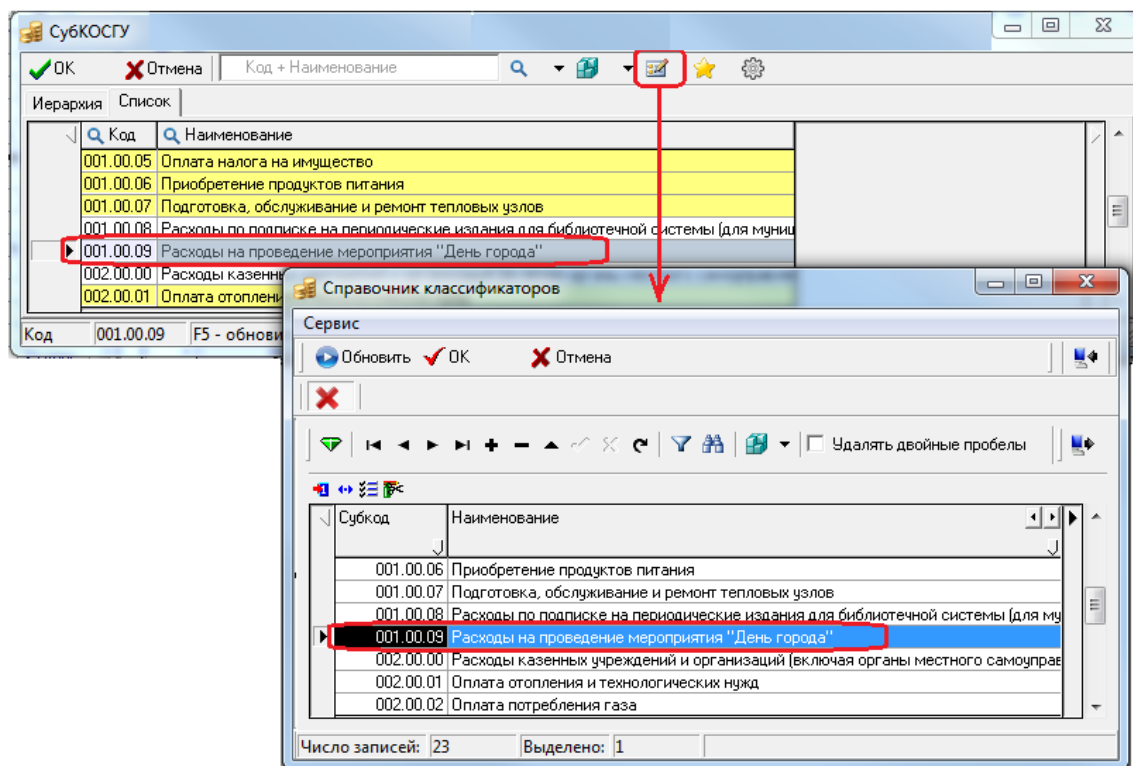 СубКОСГУ
OK Отмена Код + Наименование
Иерархия Список
Код Наименование
001.00.05 Оплата налога на имущество
001.00.06 Приобретение продуктов питания
001.00.07 Подготовка, обслуживание и ремонт тепловых узлов
001.00.08 Расходы по подписке на периодические издания для библиотечной системы (для муниц
001.00.09 Расходы на проведение мероприятия "День города"
002.00.00 Расходы казенны
002.00.01 Оплата отоплени
Код 001.00.09 F5 - обнови
Справочник классификаторов
Сервис
Обновить OK Отмена
Удалять двойные пробелы
Субкод Наименование
001.00.06 Приобретение продуктов питания
001.00.07 Подготовка, обслуживание и ремонт тепловых узлов
001.00.08 Расходы по подписке на периодические издания для библиотечной системы (для му
001.00.09 Расходы на проведение мероприятия "День города"
002.00.00 Расходы казенных учреждений и организаций (включая органы местного самоуправ
002.00.01 Оплата отопления и технологических нужд
002.00.02 Оплата потребления газа
Число записей: 23 Выделено: 1